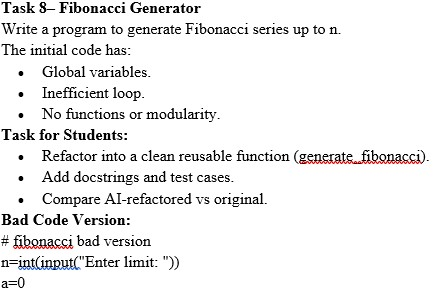 Task 8– Fibonacci Generator
Write a program to generate Fibonacci series up to n.
The initial code has:
• Global variables.
• Inefficient loop.
• No functions or modularity.
Task for Students:
• Refactor into a clean reusable function (generate_fibonacci).
• Add docstrings and test cases.
• Compare AI-refactored vs original.
Bad Code Version:
# fibonacci bad version
n=int(input("Enter limit: "))
a=0